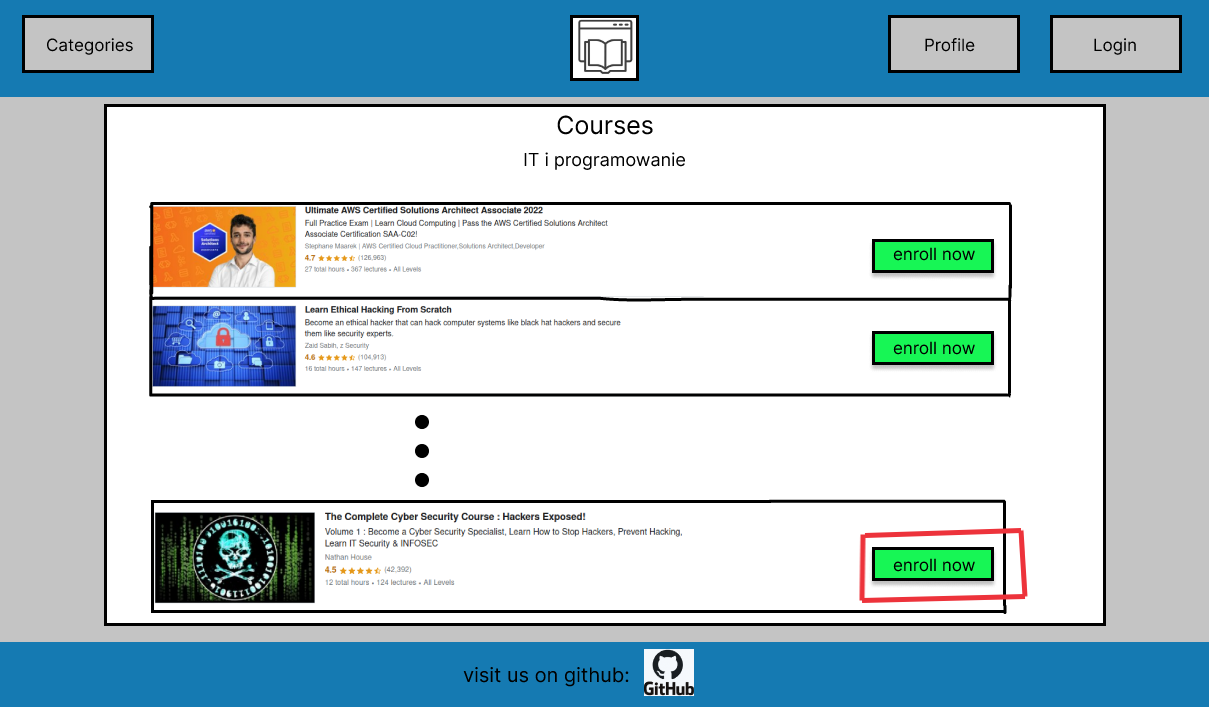 Categories
Profile
Login
Courses
IT i programowanie
Ultimate AWS Certified Solutions Architect Associate 2022
Full Practice Exam | Learn Cloud Computing | Pass the AWS Certified Solutions Architect
Associate Certification SAA-C02!
Stephane Maarek | AWS Certified Cloud Practitioner,Solutions Architect,Developer
4.7 (126,963)
27 total hours • 367 lectures • All Levels
Solutions
Architect
enroll now
Learn Ethical Hacking From Scratch
Become an ethical hacker that can hack computer systems like black hat hackers and secure
them like security experts.
Zaid Sabih, z Security
4.6 (104,913)
16 total hours • 147 lectures • All Levels
enroll now
The Complete Cyber Security Course : Hackers Exposed!
Volume 1 : Become a Cyber Security Specialist, Learn How to Stop Hackers, Prevent Hacking,
Learn IT Security & INFOSEC
Nathan House
4.5 (42,392)
12 total hours • 124 lectures • All Levels
enroll now
visit us on github:
GitHub